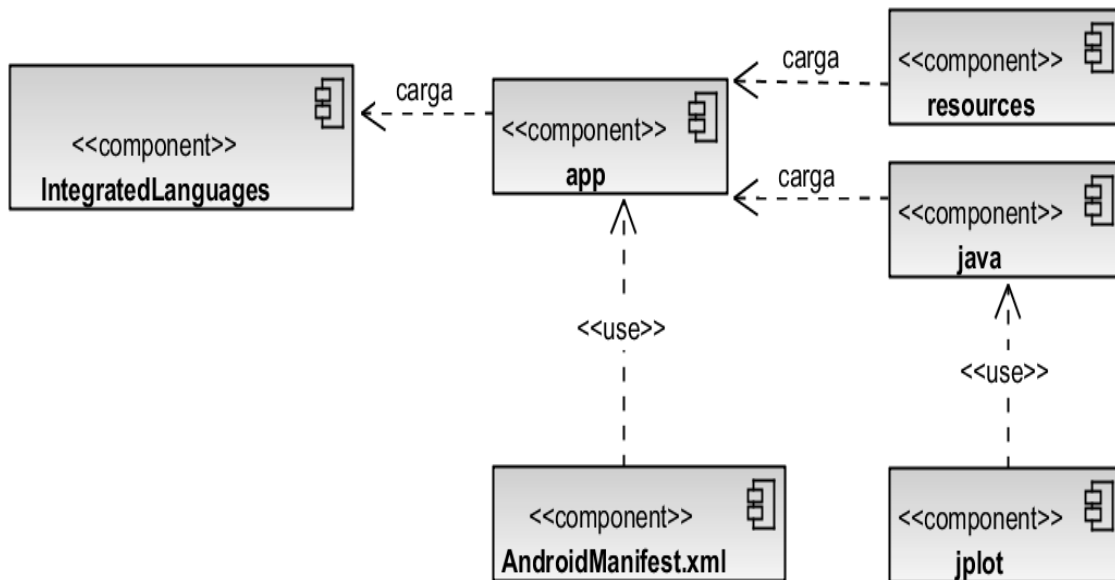 <<component>>
IntegratedLanguages
carga
<<component>>
app
carga
<<component>>
resources
carga
<<component>>
java
<<use>>
<<use>>
<<component>>
AndroidManifest.xml
<<component>>
jplot